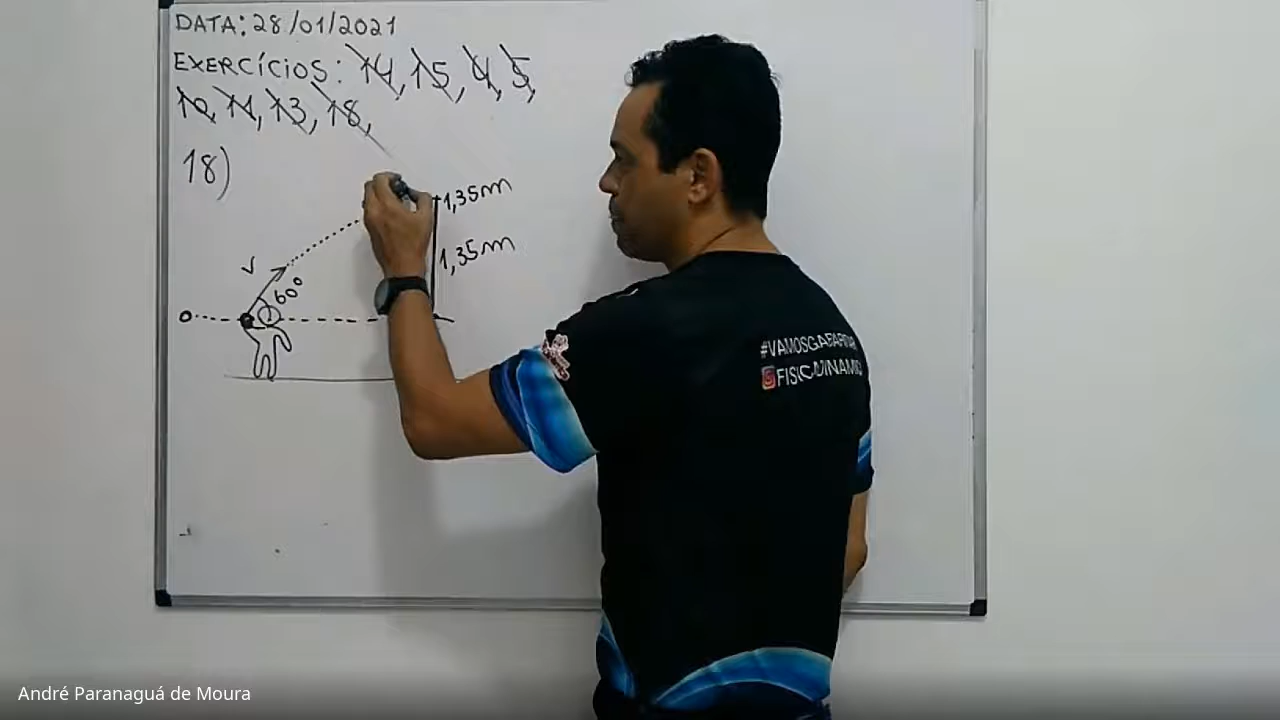 DATA: 28/01/2021
EXERCÍCIOS: 14, 15, 4, 5,
10, 11, 13, 18,
18)
1,35m
1,35m
V
60°
#VAMOSGABARITAR
FISICADINAMIC
André Paranaguá de Moura